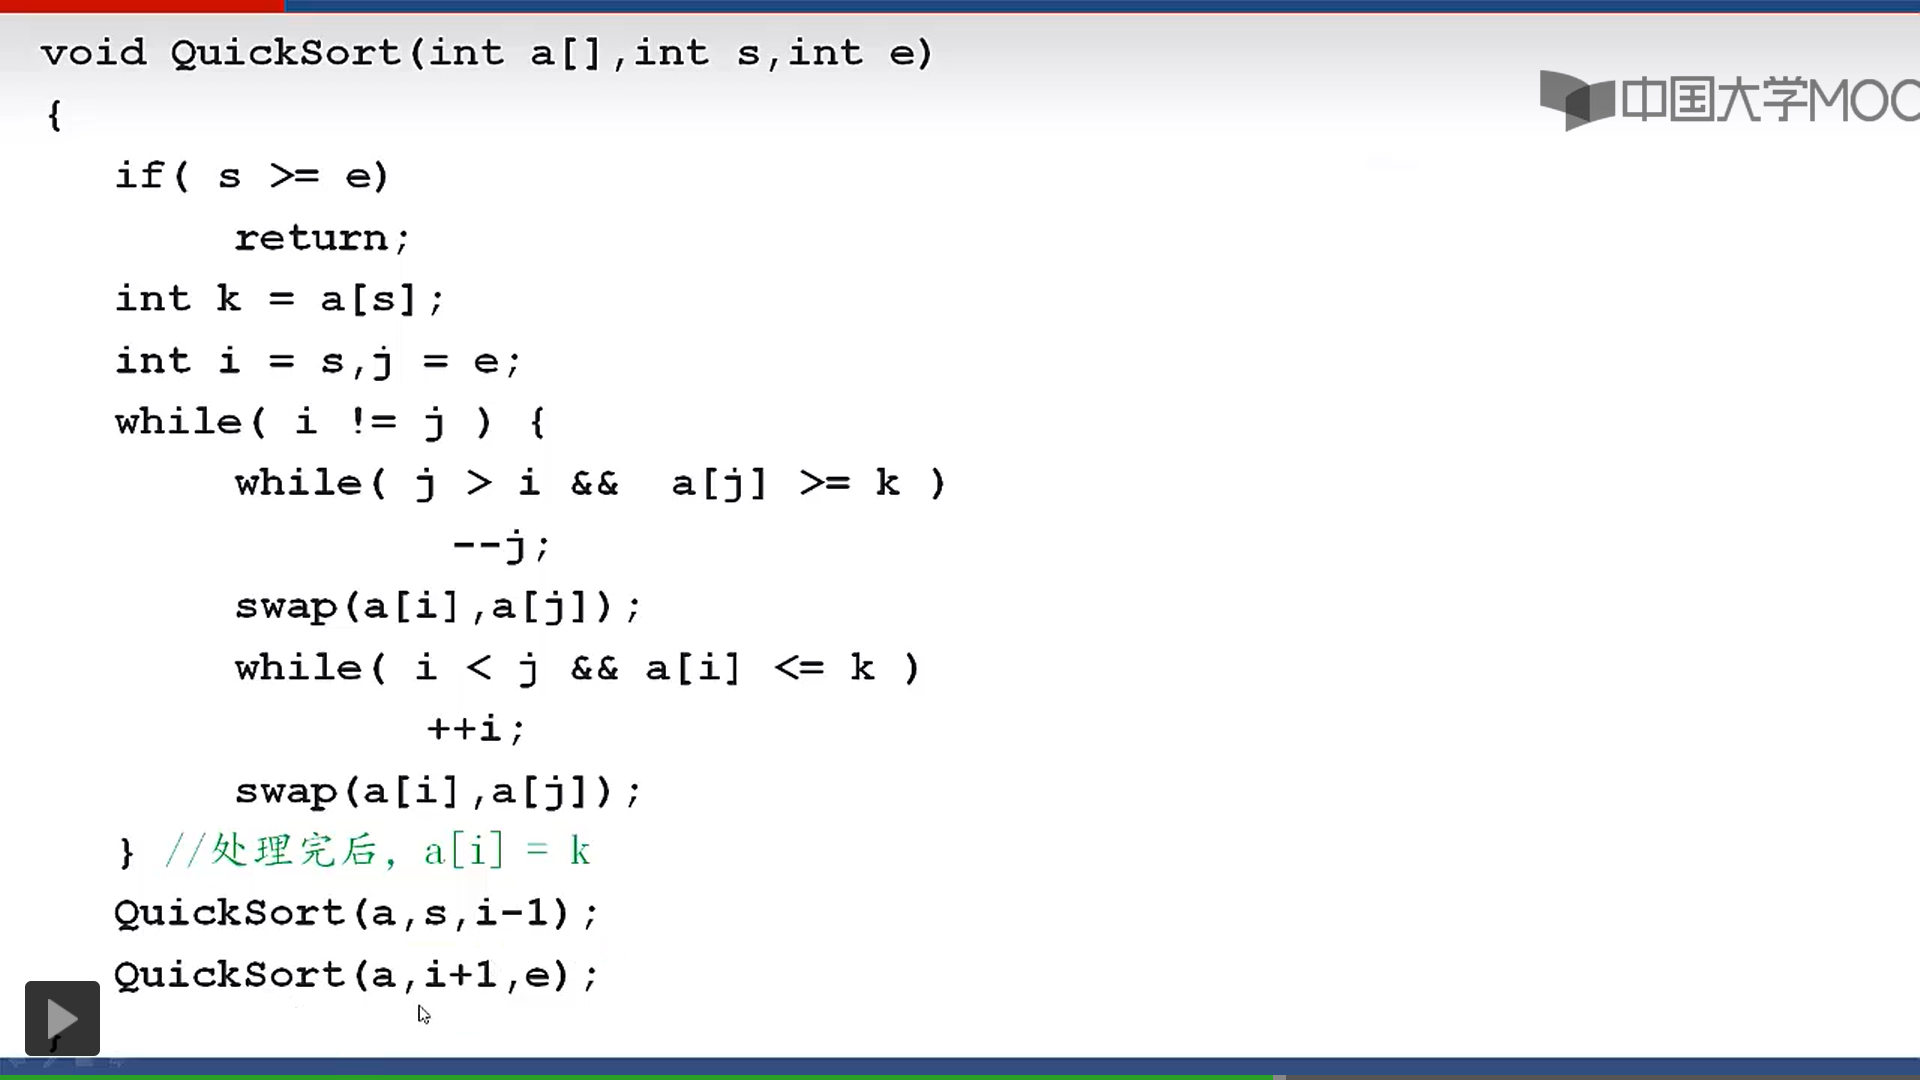 void QuickSort(int a[],int s,int e)
{
中国大学MOO
if( s >= e)
return;
int k = a[s];
int i = s,j = e;
while( i != j ) {
while( j > i &&  a[j] >= k )
--j;
swap(a[i],a[j]);
while( i < j && a[i] <= k )
++i;
swap(a[i],a[j]);
} //处理完后，a[i] = k
QuickSort(a,s,i-1);
QuickSort(a,i+1,e);
}